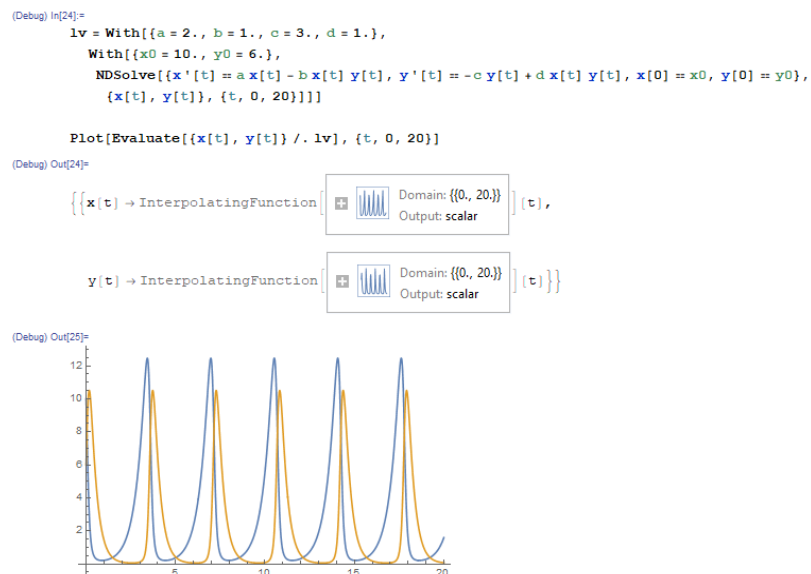 (Debug) In[24]:=
lv = With[{a = 2., b = 1., c = 3., d = 1.},
With[{x0 = 10., y0 = 6.},
NDSolve[{x'[t] == a x[t] - b x[t] y[t], y'[t] == -c y[t] + d x[t] y[t], x[0] == x0, y[0] == y0},
{x[t], y[t]}, {t, 0, 20}]]]
Plot[Evaluate[{x[t], y[t]} /. lv], {t, 0, 20}]
(Debug) Out[24]=
{{x[t] → InterpolatingFunction[ Domain: {{0., 20.}} Output: scalar ][t],
y[t] → InterpolatingFunction[ Domain: {{0., 20.}} Output: scalar ][t]}}
(Debug) Out[25]=
12
10
8
6
4
2
5 10 15 20